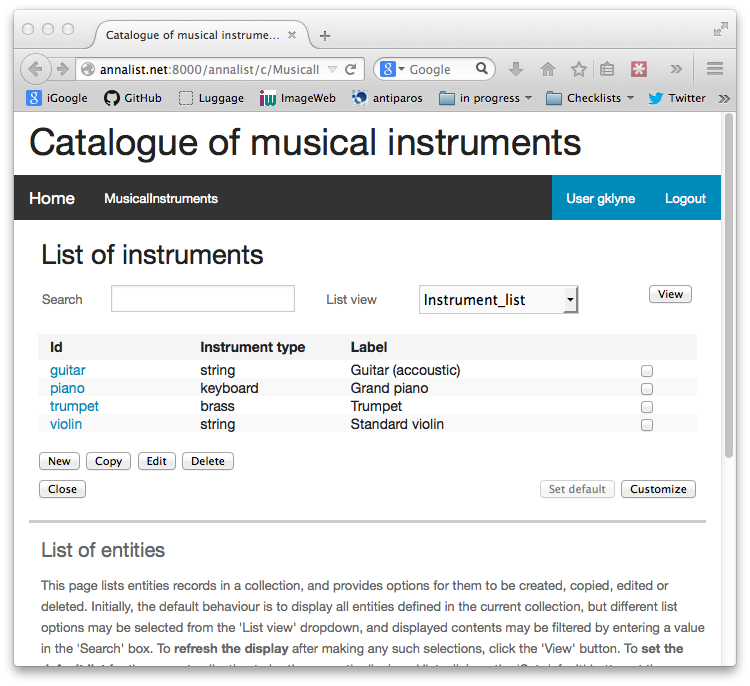 Catalogue of musical instrume...
annalist.net:8000/annalist/c/Musicall
Google
iGoogle GitHub Luggage ImageWeb antiparos in progress Checklists Twitter
Catalogue of musical instruments
Home MusicalInstruments User gklyne Logout
List of instruments
Search List view Instrument_list View
Id Instrument type Label
guitar string Guitar (accoustic)
piano keyboard Grand piano
trumpet brass Trumpet
violin string Standard violin
New Copy Edit Delete
Close Set default Customize
List of entities
This page lists entities records in a collection, and provides options for them to be created, copied, edited or
deleted. Initially, the default behaviour is to display all entities defined in the current collection, but different list
options may be selected from the 'List view' dropdown, and displayed contents may be filtered by entering a value
in the 'Search' box. To refresh the display after making any such selections, click the 'View' button. To set the